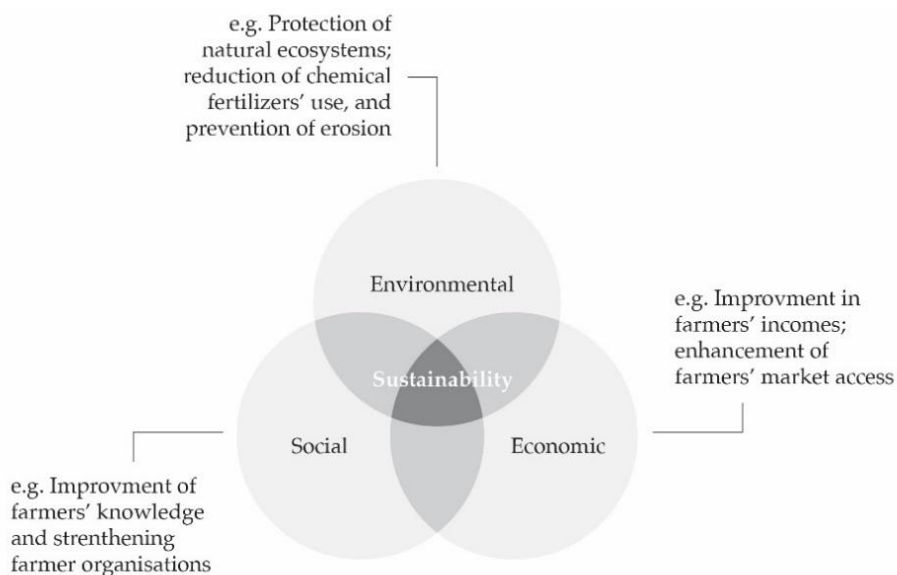 e.g. Protection of
natural ecosystems;
reduction of chemical
fertilizers’ use, and
prevention of erosion
Environmental
e.g. Improvment in
farmers’ incomes;
enhancement of
farmers’ market access
Sustainability
Social
Economic
e.g. Improvment of
farmers’ knowledge
and strenthening
farmer organisations